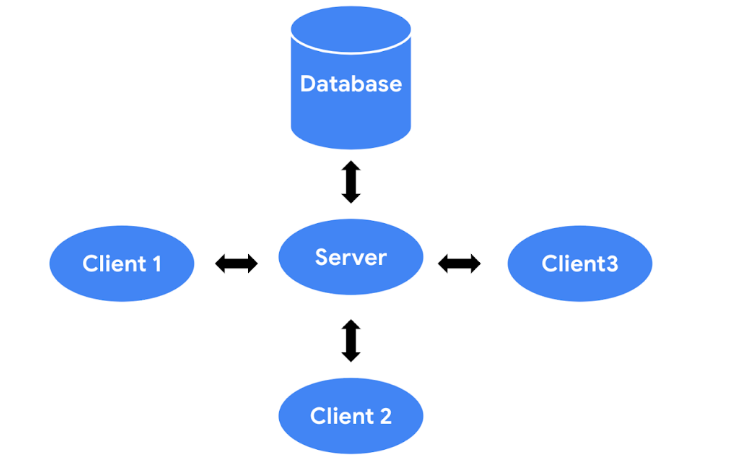 Database
Client 1
Server
Client3
Client 2